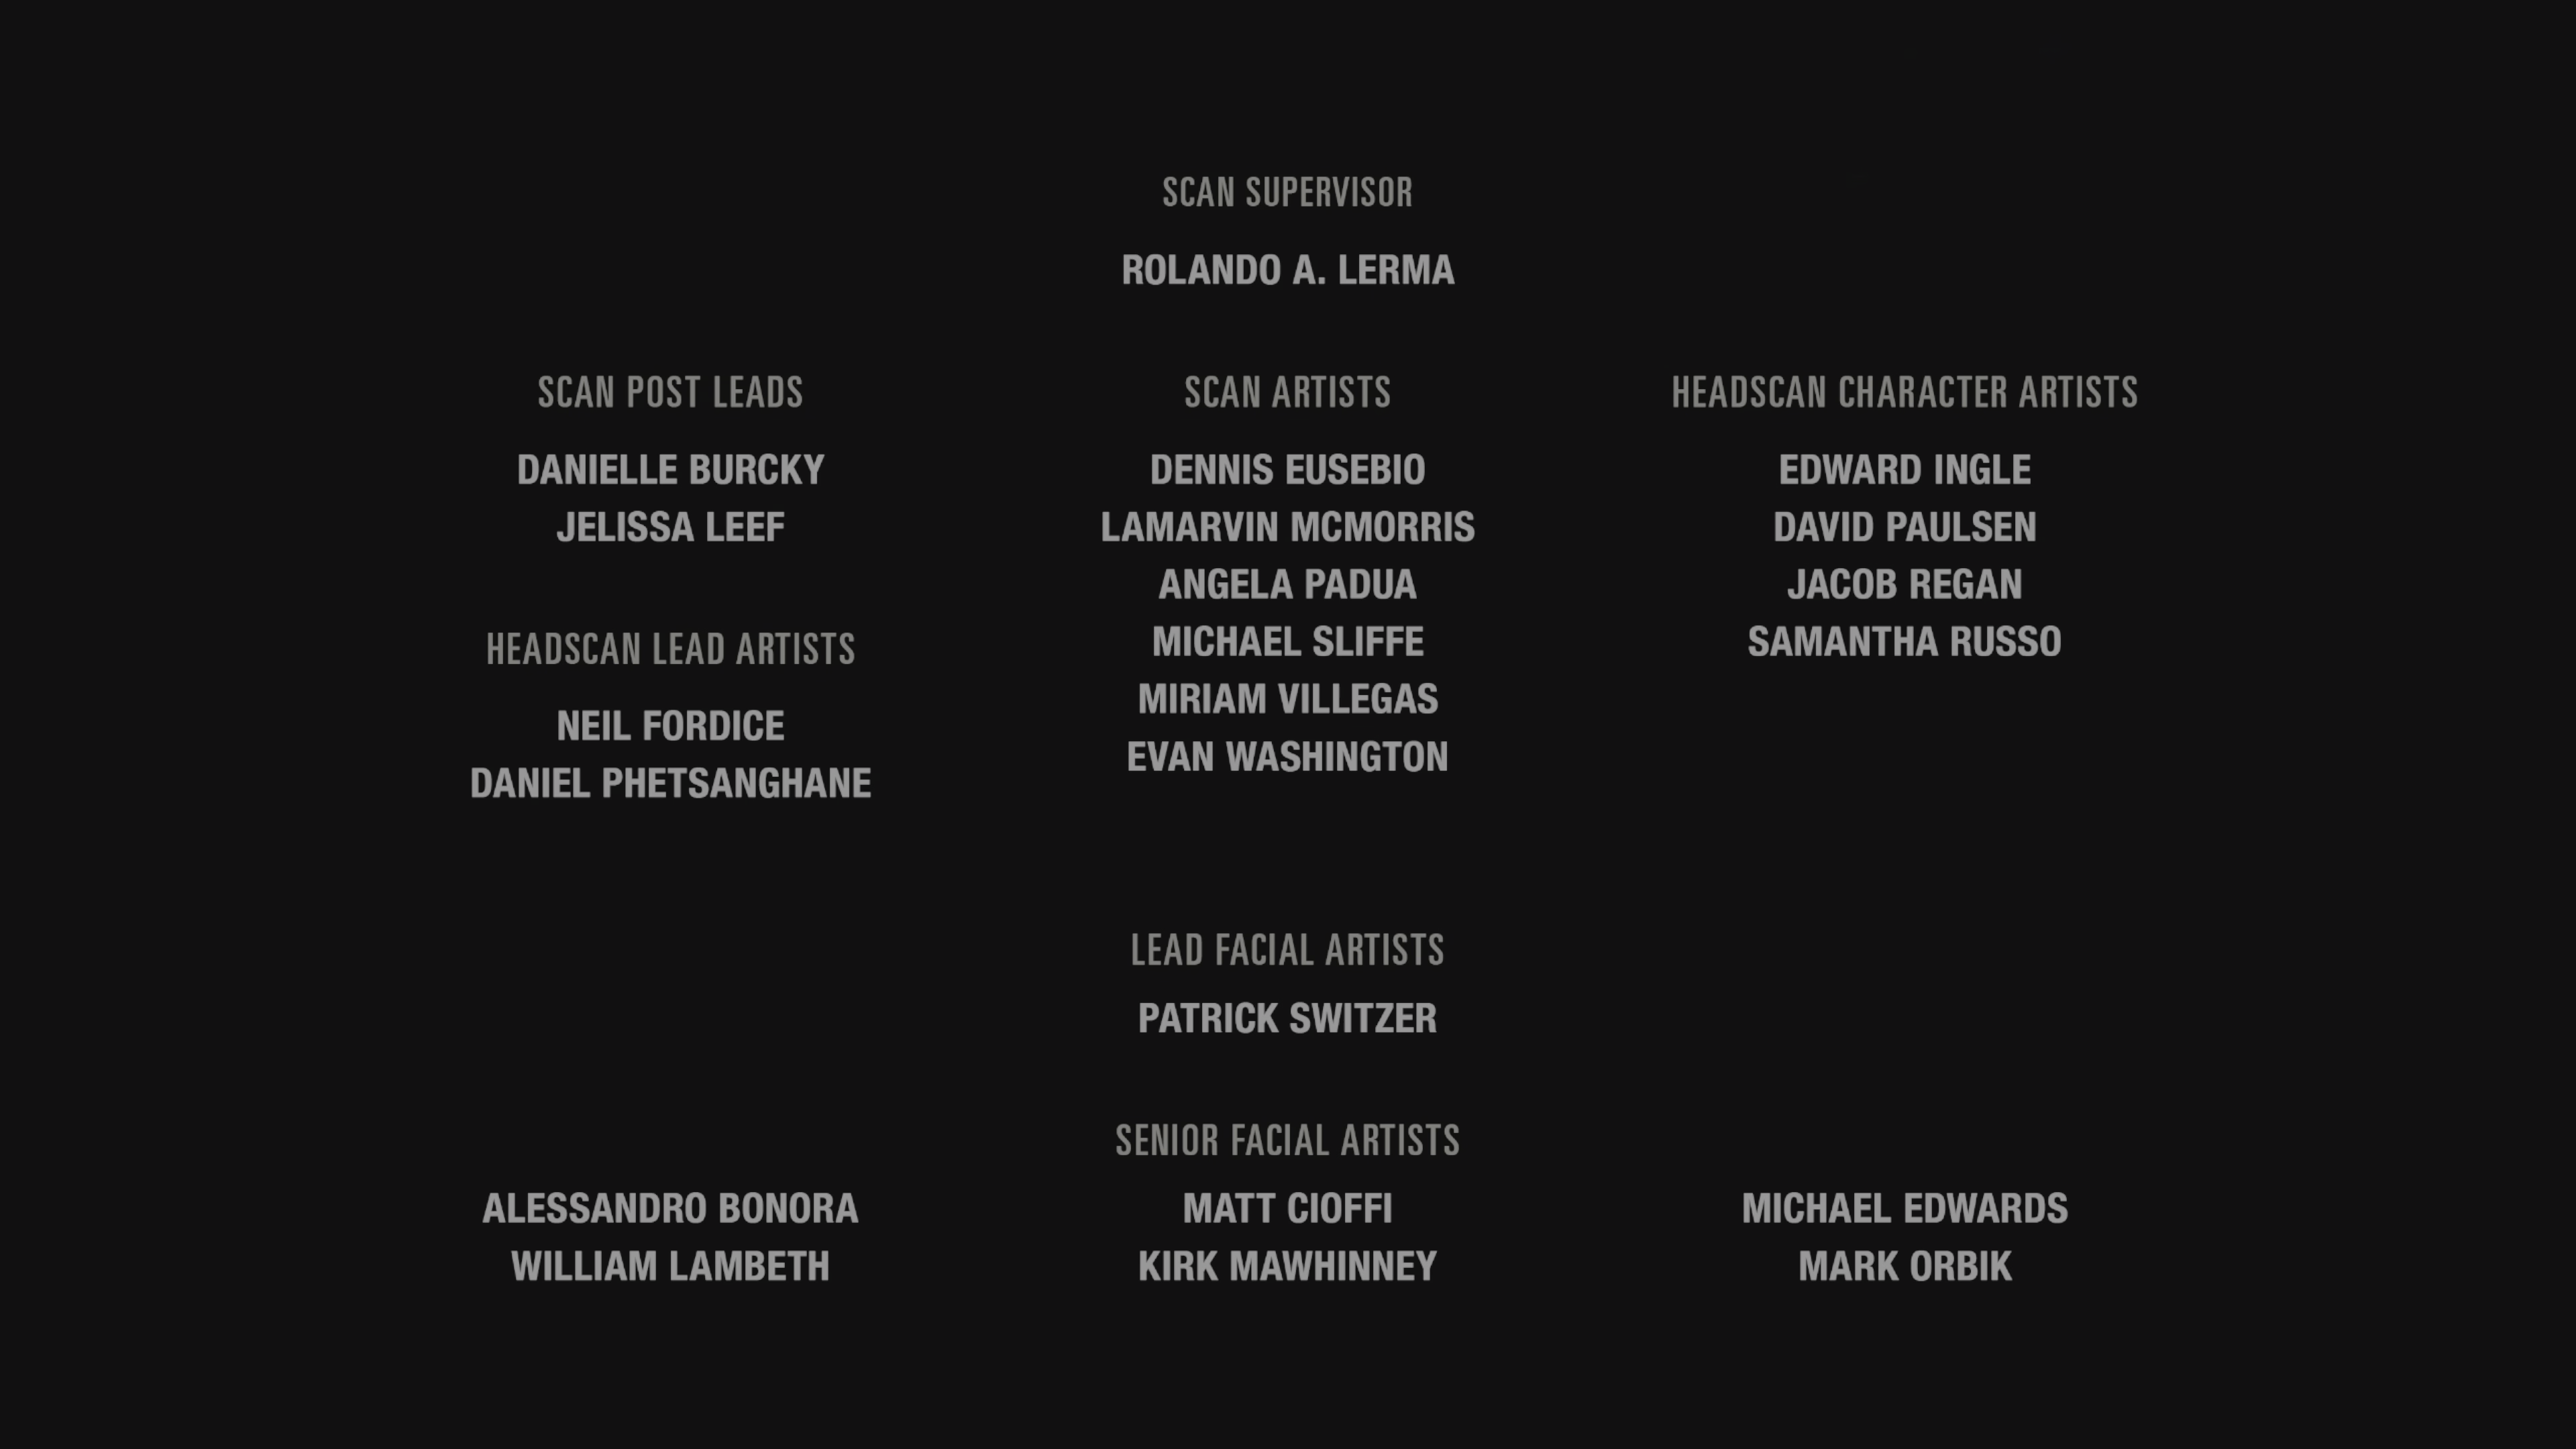 SCAN SUPERVISOR
ROLANDO A. LERMA
SCAN POST LEADS
DANIELLE BURCKY
JELISSA LEEF
HEADSCAN LEAD ARTISTS
NEIL FORDICE
DANIEL PHETSANGHANE
SCAN ARTISTS
DENNIS EUSEBIO
LAMARVIN MCMORRIS
ANGELA PADUA
MICHAEL SLIFFE
MIRIAM VILLEGAS
EVAN WASHINGTON
HEADSCAN CHARACTER ARTISTS
EDWARD INGLE
DAVID PAULSEN
JACOB REGAN
SAMANTHA RUSSO
LEAD FACIAL ARTISTS
PATRICK SWITZER
SENIOR FACIAL ARTISTS
ALESSANDRO BONORA
WILLIAM LAMBETH
MATT CIOFFI
KIRK MAWHINNEY
MICHAEL EDWARDS
MARK ORBIK